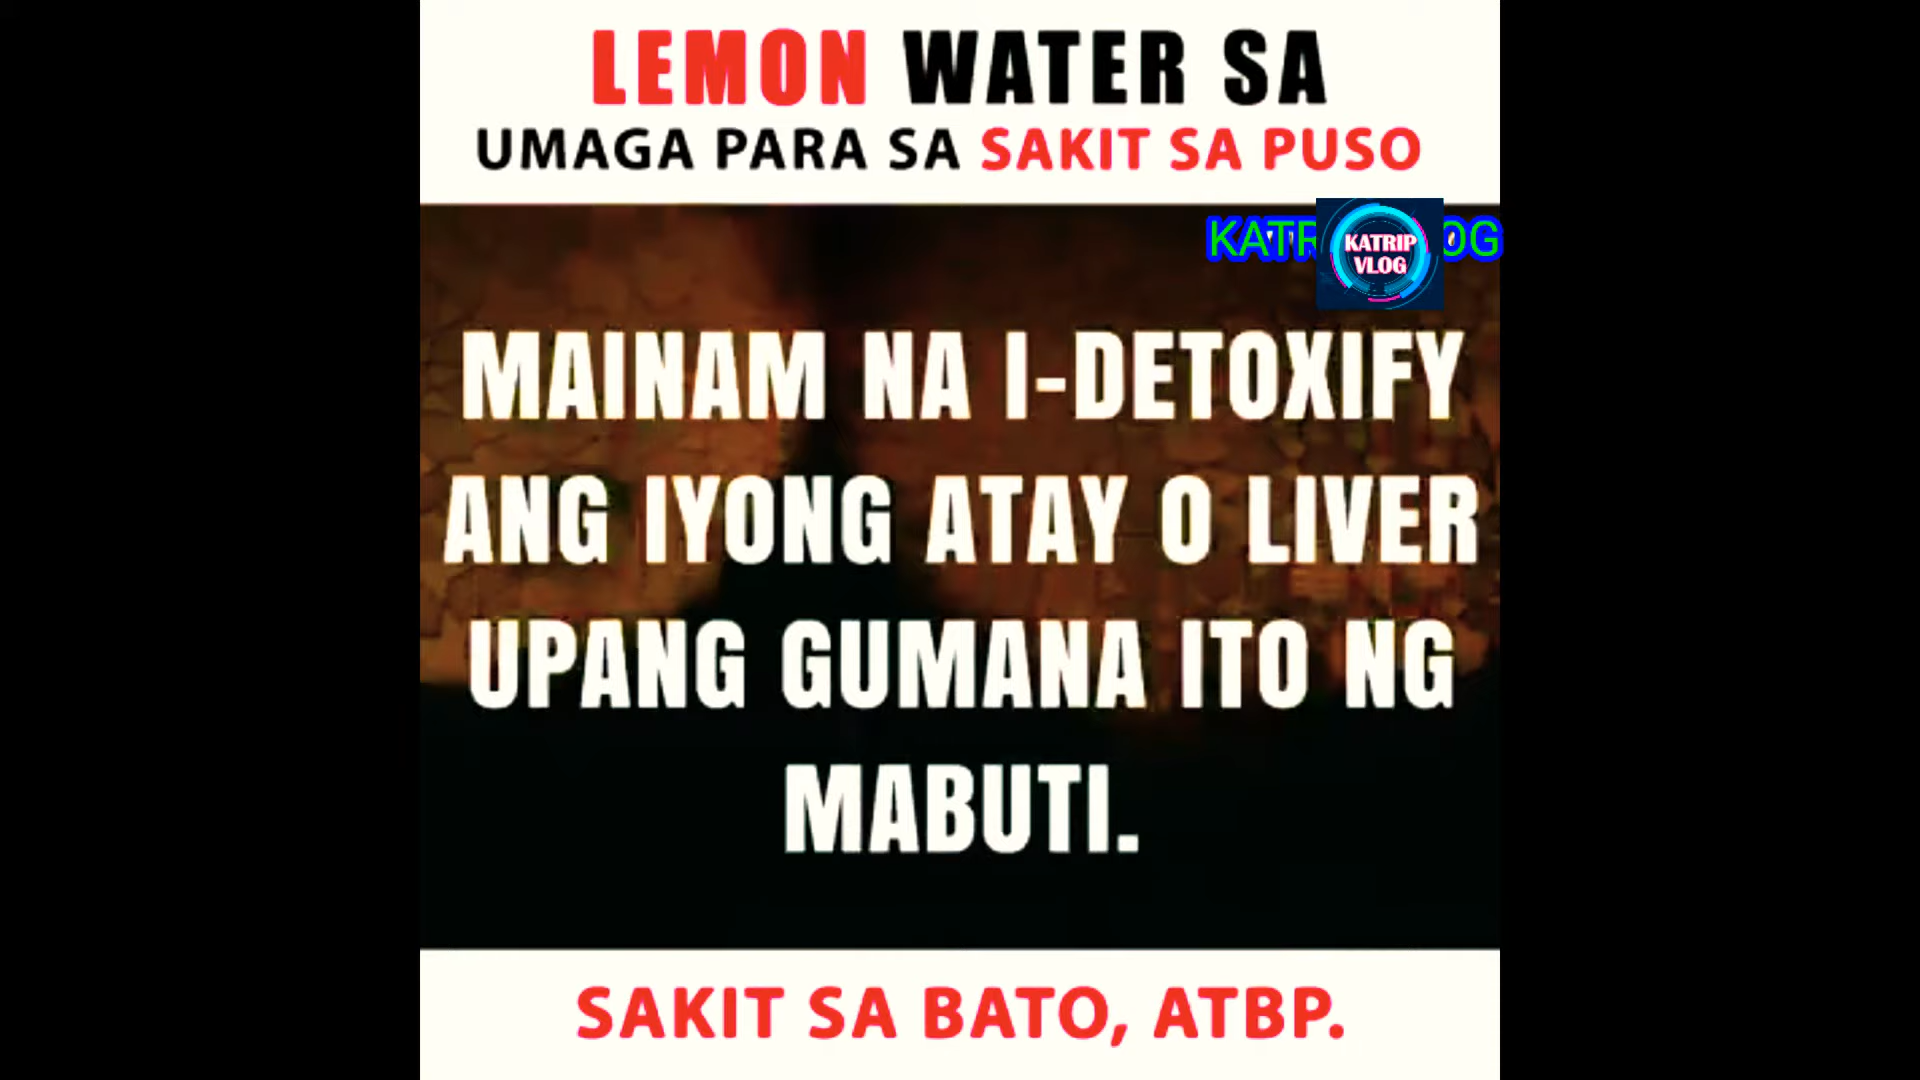 LEMON WATER SA
UMAGA PARA SA SAKIT SA PUSO
KATRIP
VLOG
MAINAM NA I-DETOXIFY
ANG IYONG ATAY O LIVER
UPANG GUMANA ITO NG
MABUTI.
SAKIT SA BATO, ATBP.